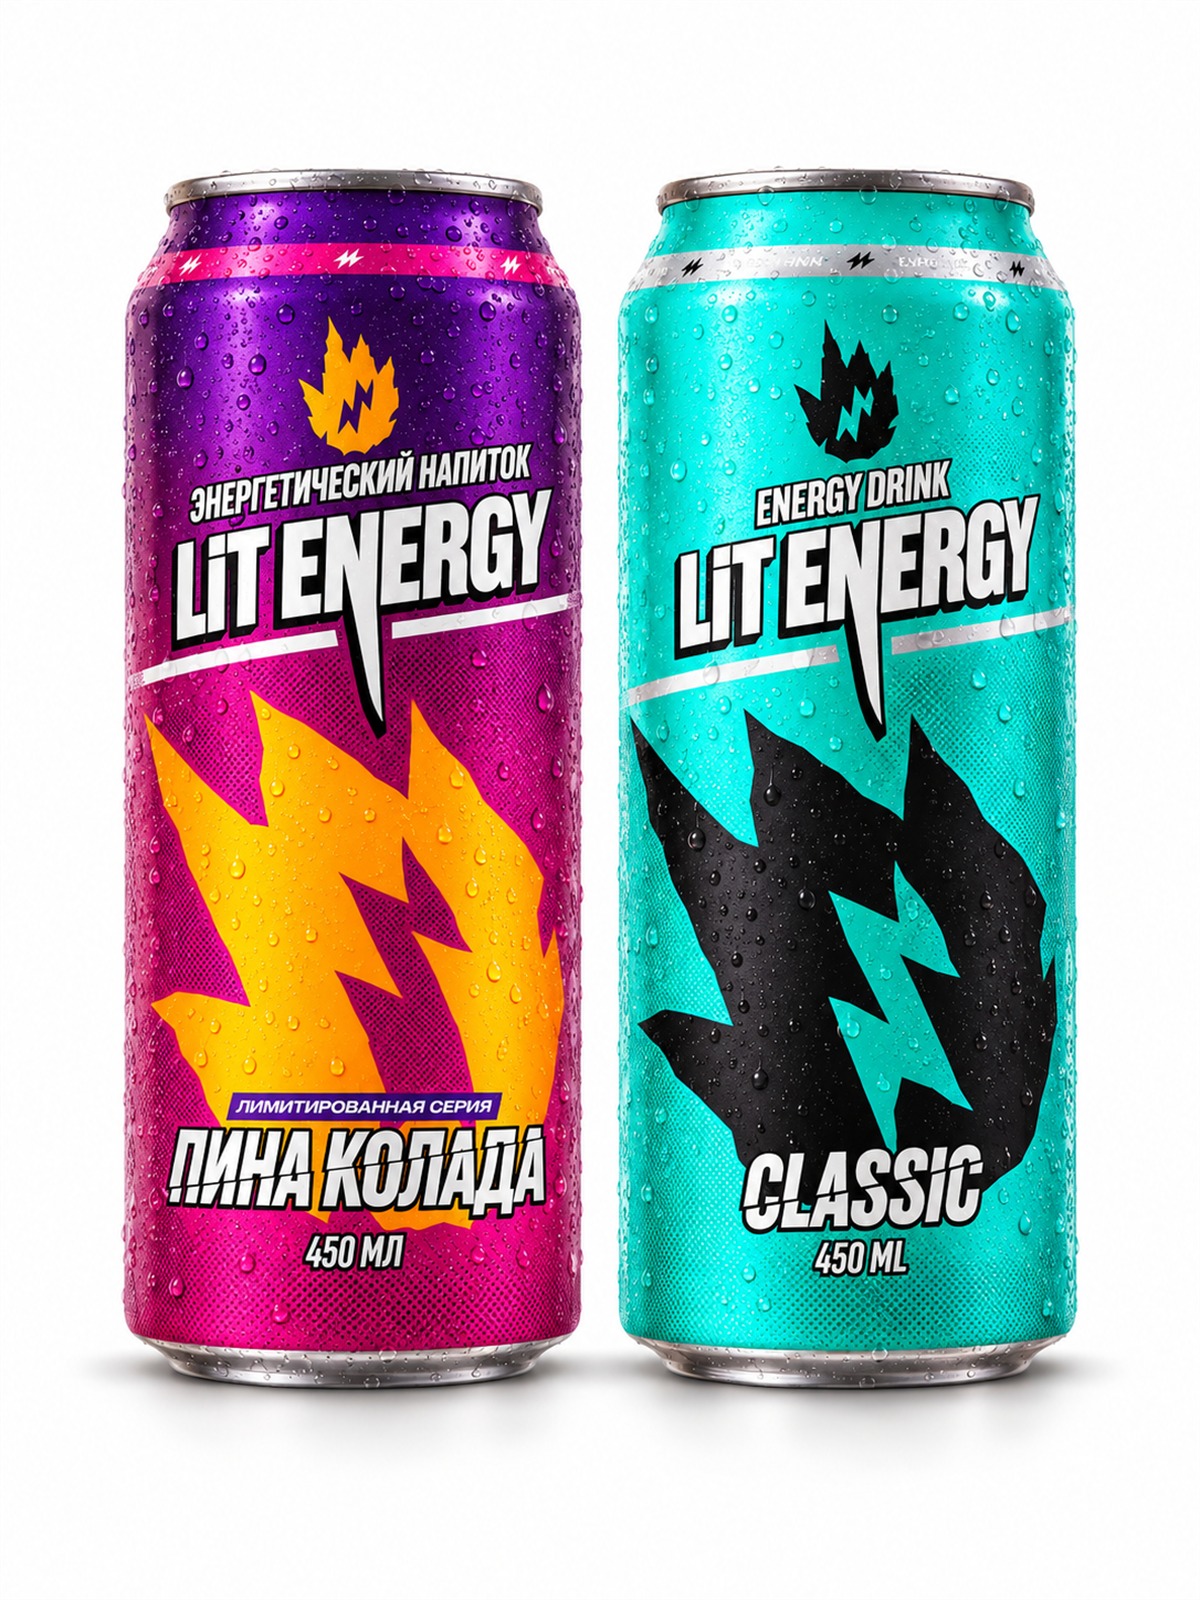 ЭНЕРГЕТИЧЕСКИЙ НАПИТОК
LiT ENERGY
ЛИМИТИРОВАННАЯ СЕРИЯ
ПИНА КОЛАДА
450 МЛ
ENERGY DRINK
LiT ENERGY
CLASSIC
450 ML